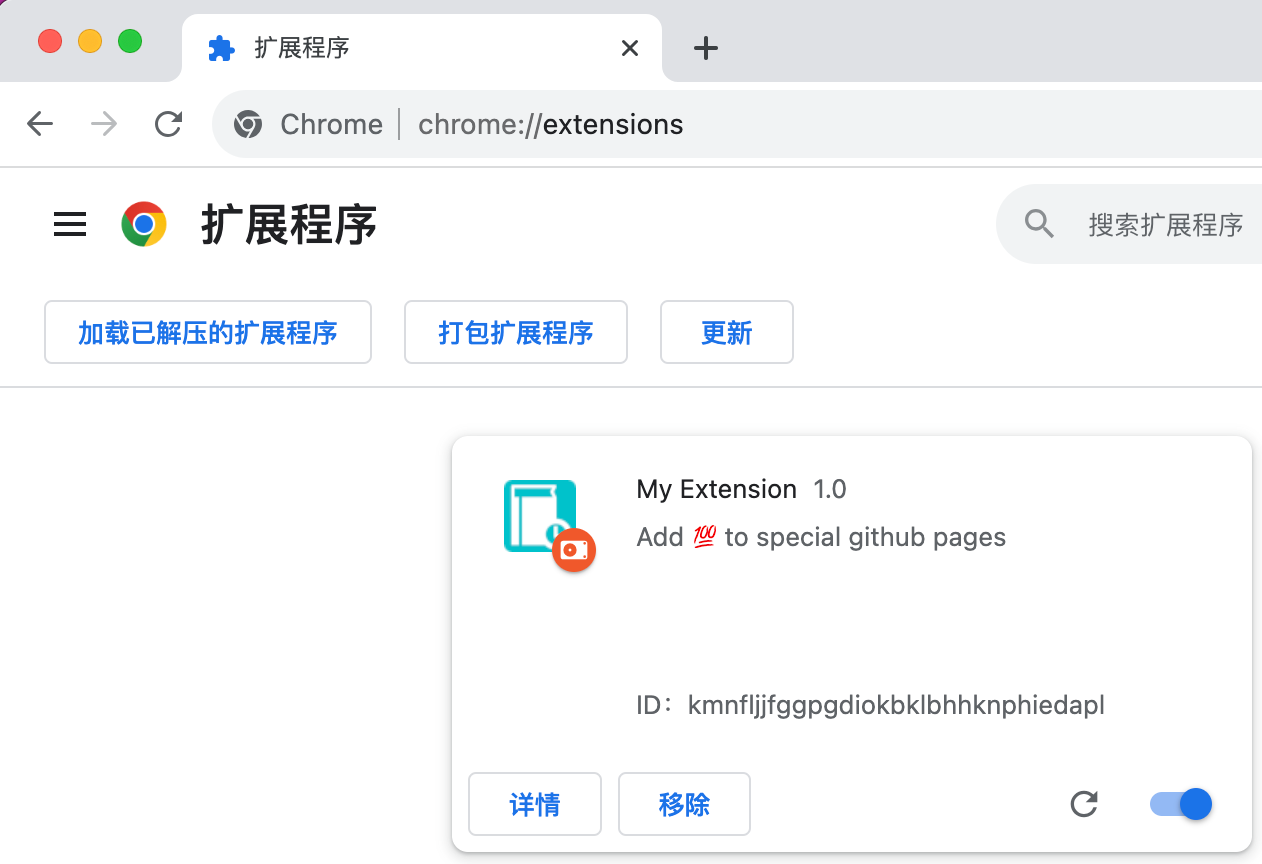 扩展程序
Chrome chrome://extensions
扩展程序
搜索扩展程序
加载已解压的扩展程序 打包扩展程序 更新
My Extension 1.0
Add 💯 to special github pages
ID：kmnfljjfggpgdiokbklbhhknphiedapl
详情 移除